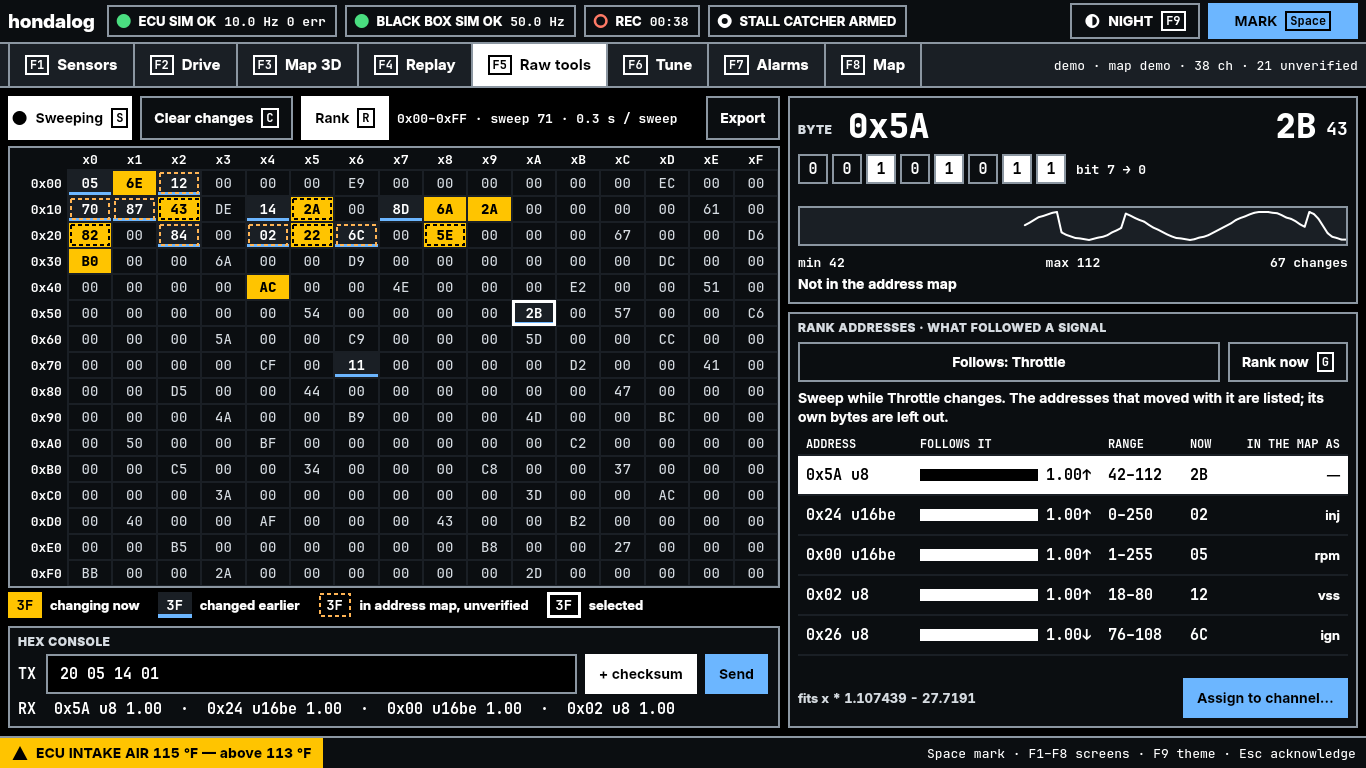 hondalog ECU SIM OK 10.0 Hz 0 err BLACK BOX SIM OK 50.0 Hz REC 00:38 STALL CATCHER ARMED NIGHT F9 MARK Space
F1 Sensors F2 Drive F3 Map 3D F4 Replay F5 Raw tools F6 Tune F7 Alarms F8 Map demo · map demo · 38 ch · 21 unverified
Sweeping S Clear changes C Rank R 0x00-0xFF · sweep 71 · 0.3 s / sweep Export
x0 x1 x2 x3 x4 x5 x6 x7 x8 x9 xA xB xC xD xE xF
0x00 05 6E 12 00 00 00 E9 00 00 00 00 00 00 EC 00 00
0x10 70 87 43 DE 14 2A 00 8D 6A 2A 00 00 00 00 61 00
0x20 82 00 84 00 02 22 6C 00 5E 00 00 00 67 00 00 D6
0x30 B0 00 00 6A 00 00 D9 00 00 00 00 00 00 DC 00 00
0x40 00 00 00 00 AC 00 00 4E 00 00 00 E2 00 00 51 00
0x50 00 00 00 00 00 54 00 00 00 00 2B 00 57 00 00 C6
0x60 00 00 00 5A 00 00 C9 00 00 00 5D 00 00 CC 00 00
0x70 00 00 00 00 CF 00 11 00 00 00 00 D2 00 00 41 00
0x80 00 00 D5 00 00 44 00 00 00 00 00 00 47 00 00 00
0x90 00 00 00 4A 00 00 B9 00 00 00 4D 00 00 BC 00 00
0xA0 00 50 00 00 BF 00 00 00 00 00 00 C2 00 00 00 00
0xB0 00 00 C5 00 00 34 00 00 00 C8 00 00 37 00 00 00
0xC0 00 00 00 3A 00 00 00 00 00 00 3D 00 00 AC 00 00
0xD0 00 40 00 00 AF 00 00 00 43 00 00 B2 00 00 00 00
0xE0 00 00 B5 00 00 00 00 00 00 B8 00 00 27 00 00 00
0xF0 BB 00 00 2A 00 00 00 00 00 00 2D 00 00 00 00 00
3F changing now 3F changed earlier 3F in address map, unverified 3F selected
HEX CONSOLE
TX 20 05 14 01 + checksum Send
RX 0x5A u8 1.00 · 0x24 u16be 1.00 · 0x00 u16be 1.00 · 0x02 u8 1.00
BYTE 0x5A 2B 43
0 0 1 0 1 0 1 1 bit 7 → 0
min 42 max 112 67 changes
Not in the address map
RANK ADDRESSES · WHAT FOLLOWED A SIGNAL
Follows: Throttle Rank now G
Sweep while Throttle changes. The addresses that moved with it are listed; its
own bytes are left out.
ADDRESS FOLLOWS IT RANGE NOW IN THE MAP AS
0x5A u8 1.00↑ 42–112 2B —
0x24 u16be 1.00↑ 0–250 02 inj
0x00 u16be 1.00↑ 1–255 05 rpm
0x02 u8 1.00↑ 18–80 12 vss
0x26 u8 1.00↓ 76–108 6C ign
fits x * 1.107439 - 27.7191 Assign to channel...
ECU INTAKE AIR 115 °F — above 113 °F Space mark · F1–F8 screens · F9 theme · Esc acknowledge